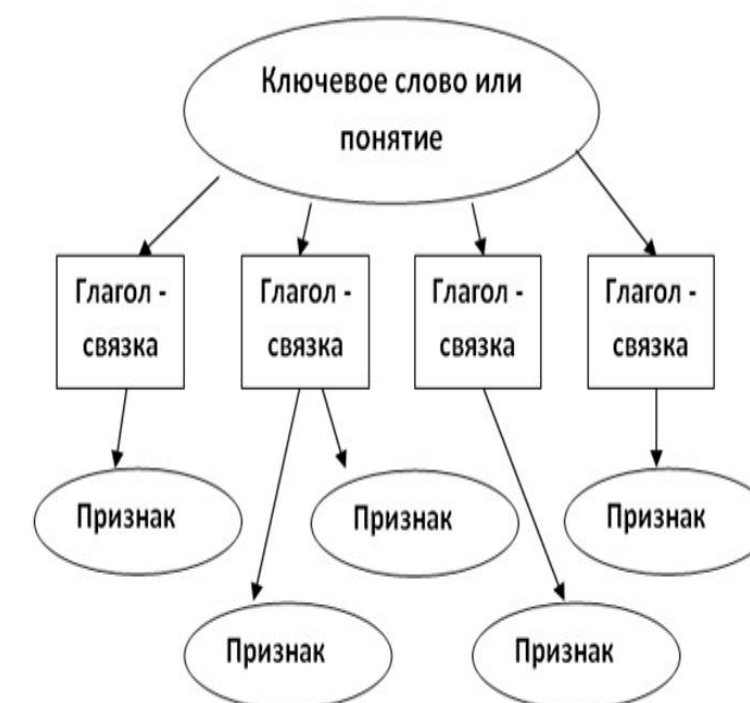 Ключевое слово или
понятие
Глагол -
связка
Глагол -
связка
Глагол -
связка
Глагол -
связка
Признак
Признак
Признак
Признак
Признак